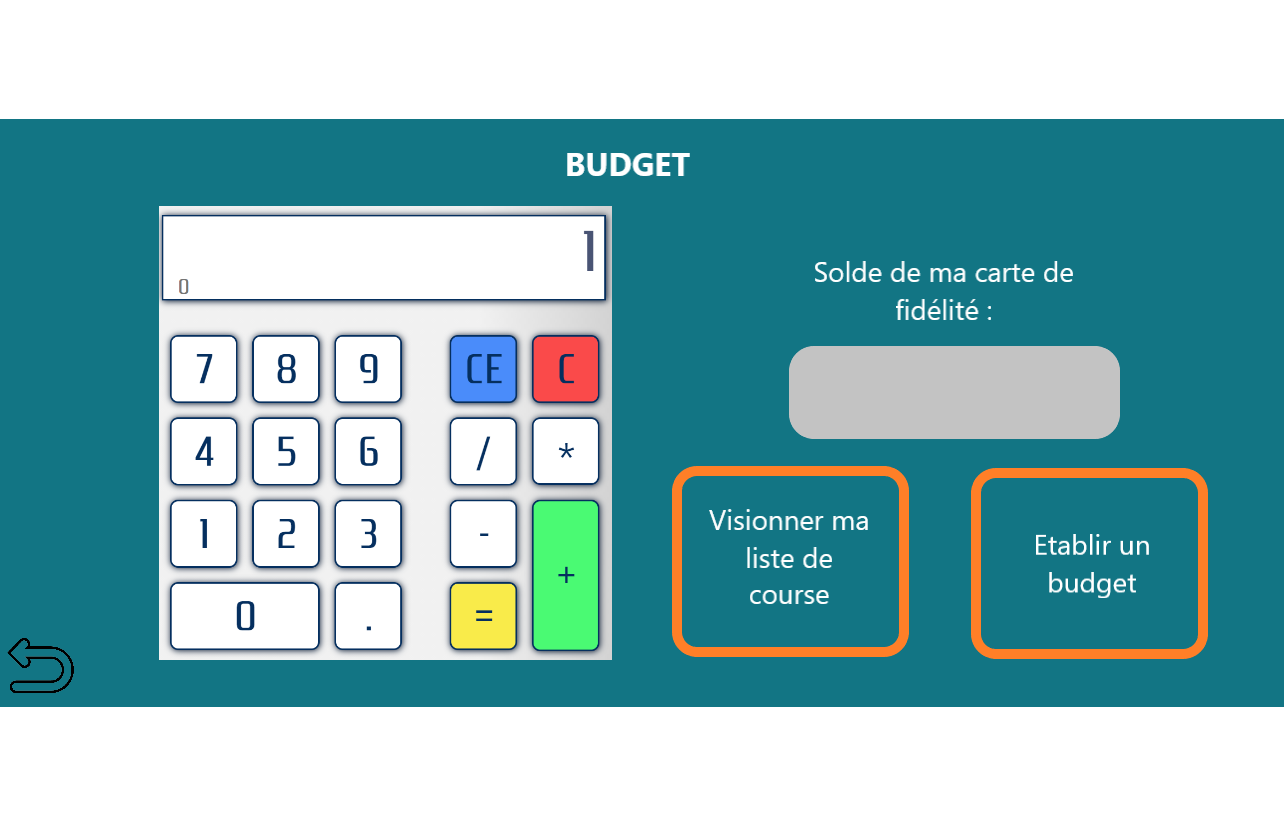 BUDGET
1
0
7 8 9 CE C
4 5 6 / *
1 2 3 -
+
0 . =
Solde de ma carte de
fidélité :
Visionner ma
liste de
course
Etablir un
budget